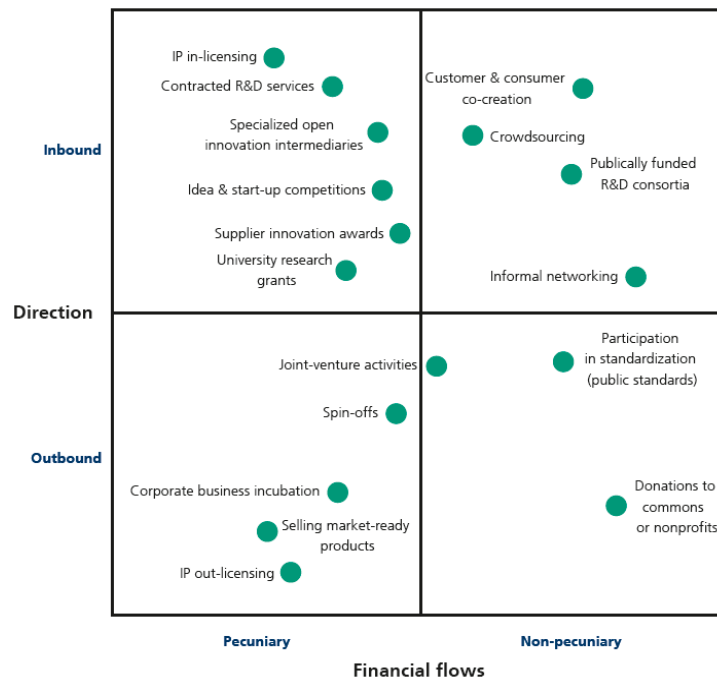 IP in-licensing
Contracted R&D services
Specialized open
innovation intermediaries
Idea & start-up competitions
Supplier innovation awards
University research
grants
Customer & consumer
co-creation
Crowdsourcing
Publically funded
R&D consortia
Informal networking
Inbound
Direction
Outbound
Joint-venture activities
Spin-offs
Corporate business incubation
Selling market-ready
products
IP out-licensing
Participation
in standardization
(public standards)
Donations to
commons
or nonprofits
Pecuniary
Non-pecuniary
Financial flows